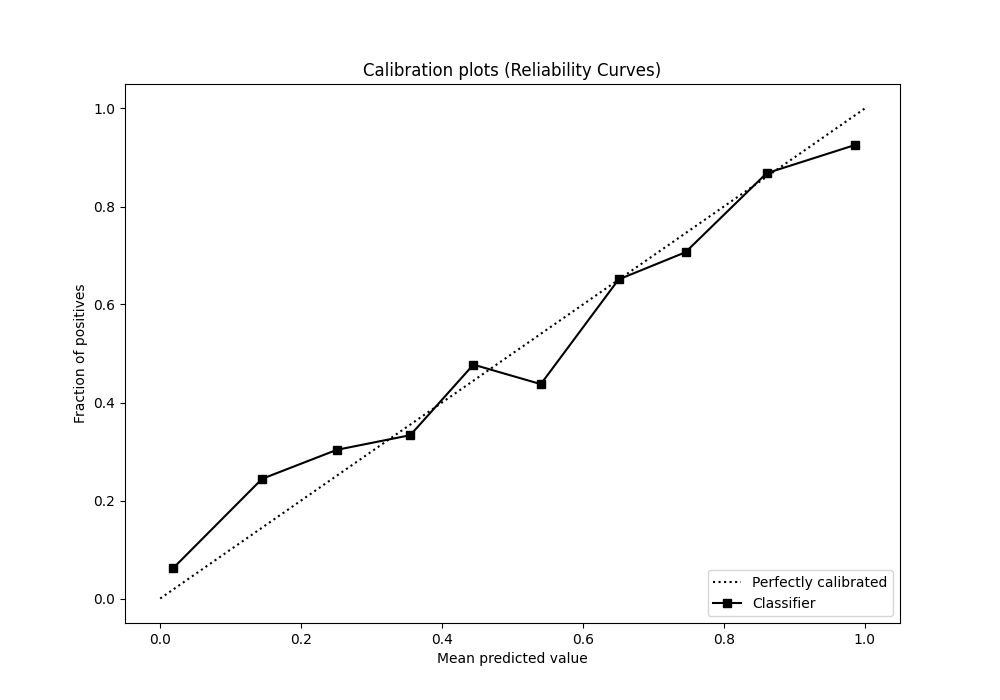 Calibration plots (Reliability Curves)
1.0
0.8
0.6
0.4
0.2
0.0
Fraction of positives
0.0 0.2 0.4 0.6 0.8 1.0
Mean predicted value
Perfectly calibrated
Classifier